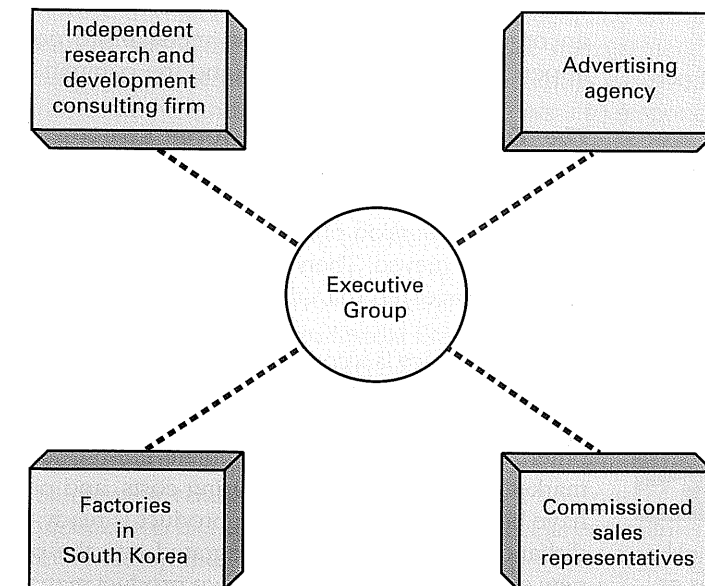 Independent
research and
development
consulting firm
Advertising
agency
Executive
Group
Factories
in
South Korea
Commissioned
sales
representatives